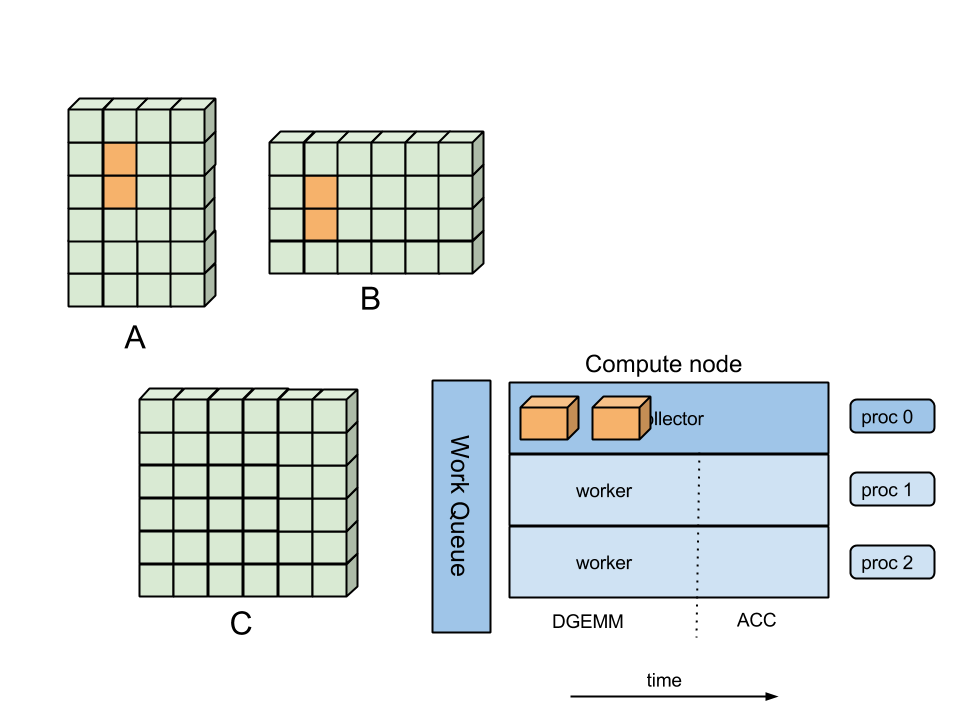 A
B
C
Compute node
Work Queue
ollector
proc 0
worker
proc 1
worker
proc 2
DGEMM
ACC
time